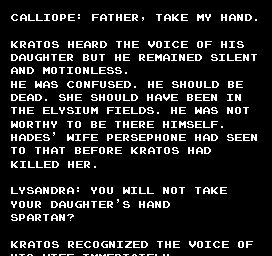 CALLIOPE: FATHER, TAKE MY HAND.
KRATOS HEARD THE VOICE OF HIS
DAUGHTER BUT HE REMAINED SILENT
AND MOTIONLESS.
HE WAS CONFUSED. HE SHOULD BE
DEAD. SHE SHOULD HAVE BEEN IN
THE ELYSIUM FIELDS. HE WAS NOT
WORTHY TO BE THERE HIMSELF.
HADES' WIFE PERSEPHONE HAD SEEN
TO THAT BEFORE KRATOS HAD
KILLED HER.
LYSANDRA: YOU WILL NOT TAKE
YOUR DAUGHTER'S HAND
SPARTAN?
KRATOS RECOGNIZED THE VOICE OF
HIS WIFE IMMEDIATELY